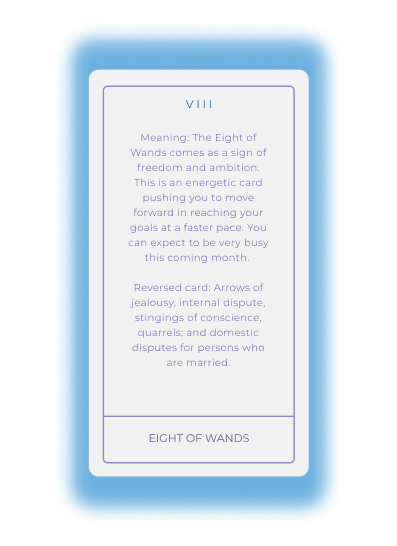 VIII
Meaning: The Eight of
Wands comes as a sign of
freedom and ambition.
This is an energetic card
pushing you to move
forward in reaching your
goals at a faster pace. You
can expect to be very busy
this coming month.
Reversed card: Arrows of
jealousy, internal dispute,
stingings of conscience,
quarrels; and domestic
disputes for persons who
are married.
EIGHT OF WANDS